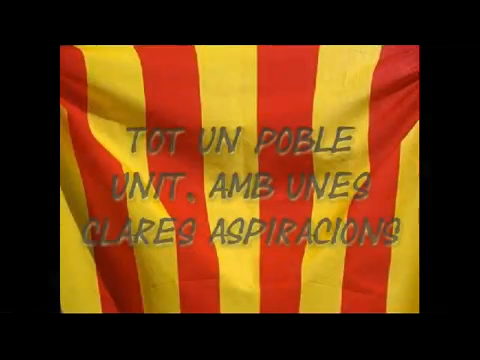 TOT UN POBLE
UNIT, AMB UNES
CLARES ASPIRACIONS